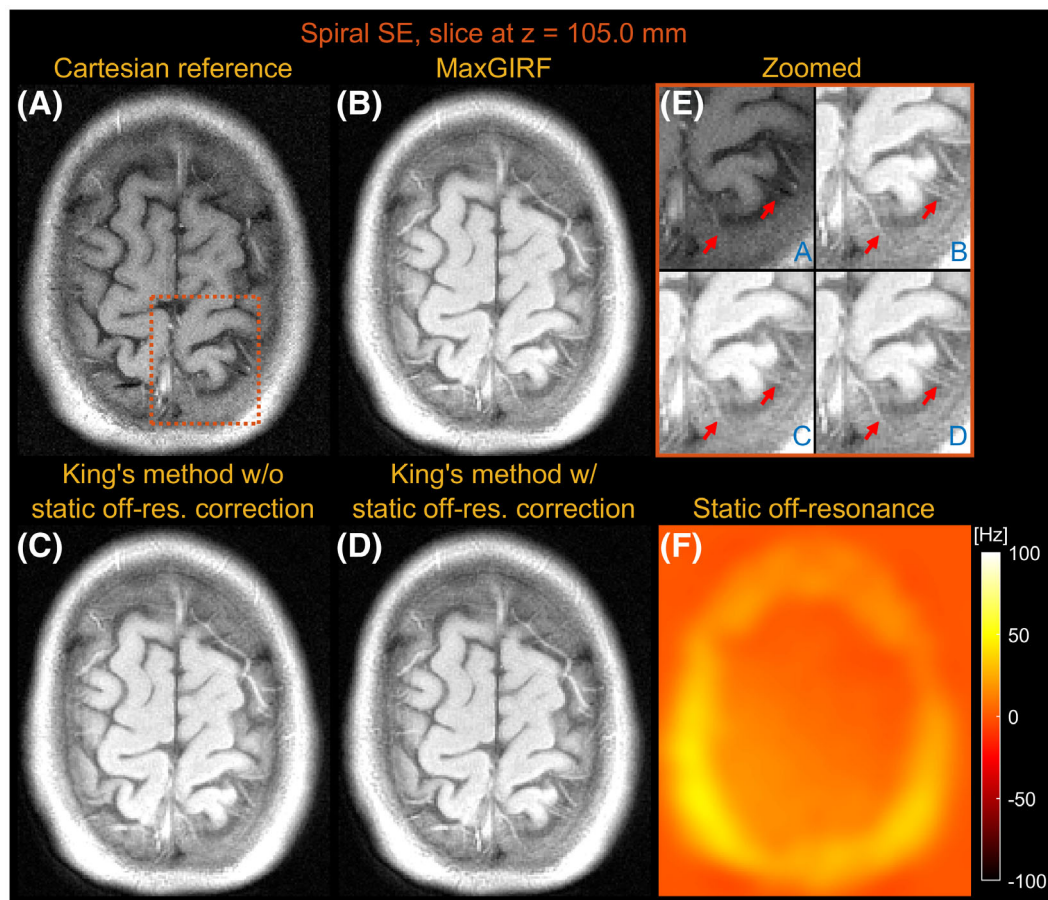 Spiral SE, slice at z = 105.0 mm
Cartesian reference
MaxGIRF
Zoomed
(A)
(B)
(E)
A
B
C
D
King's method w/o
static off-res. correction
King's method w/
static off-res. correction
Static off-resonance
(C)
(D)
(F)
[Hz]
100
50
0
-50
-100